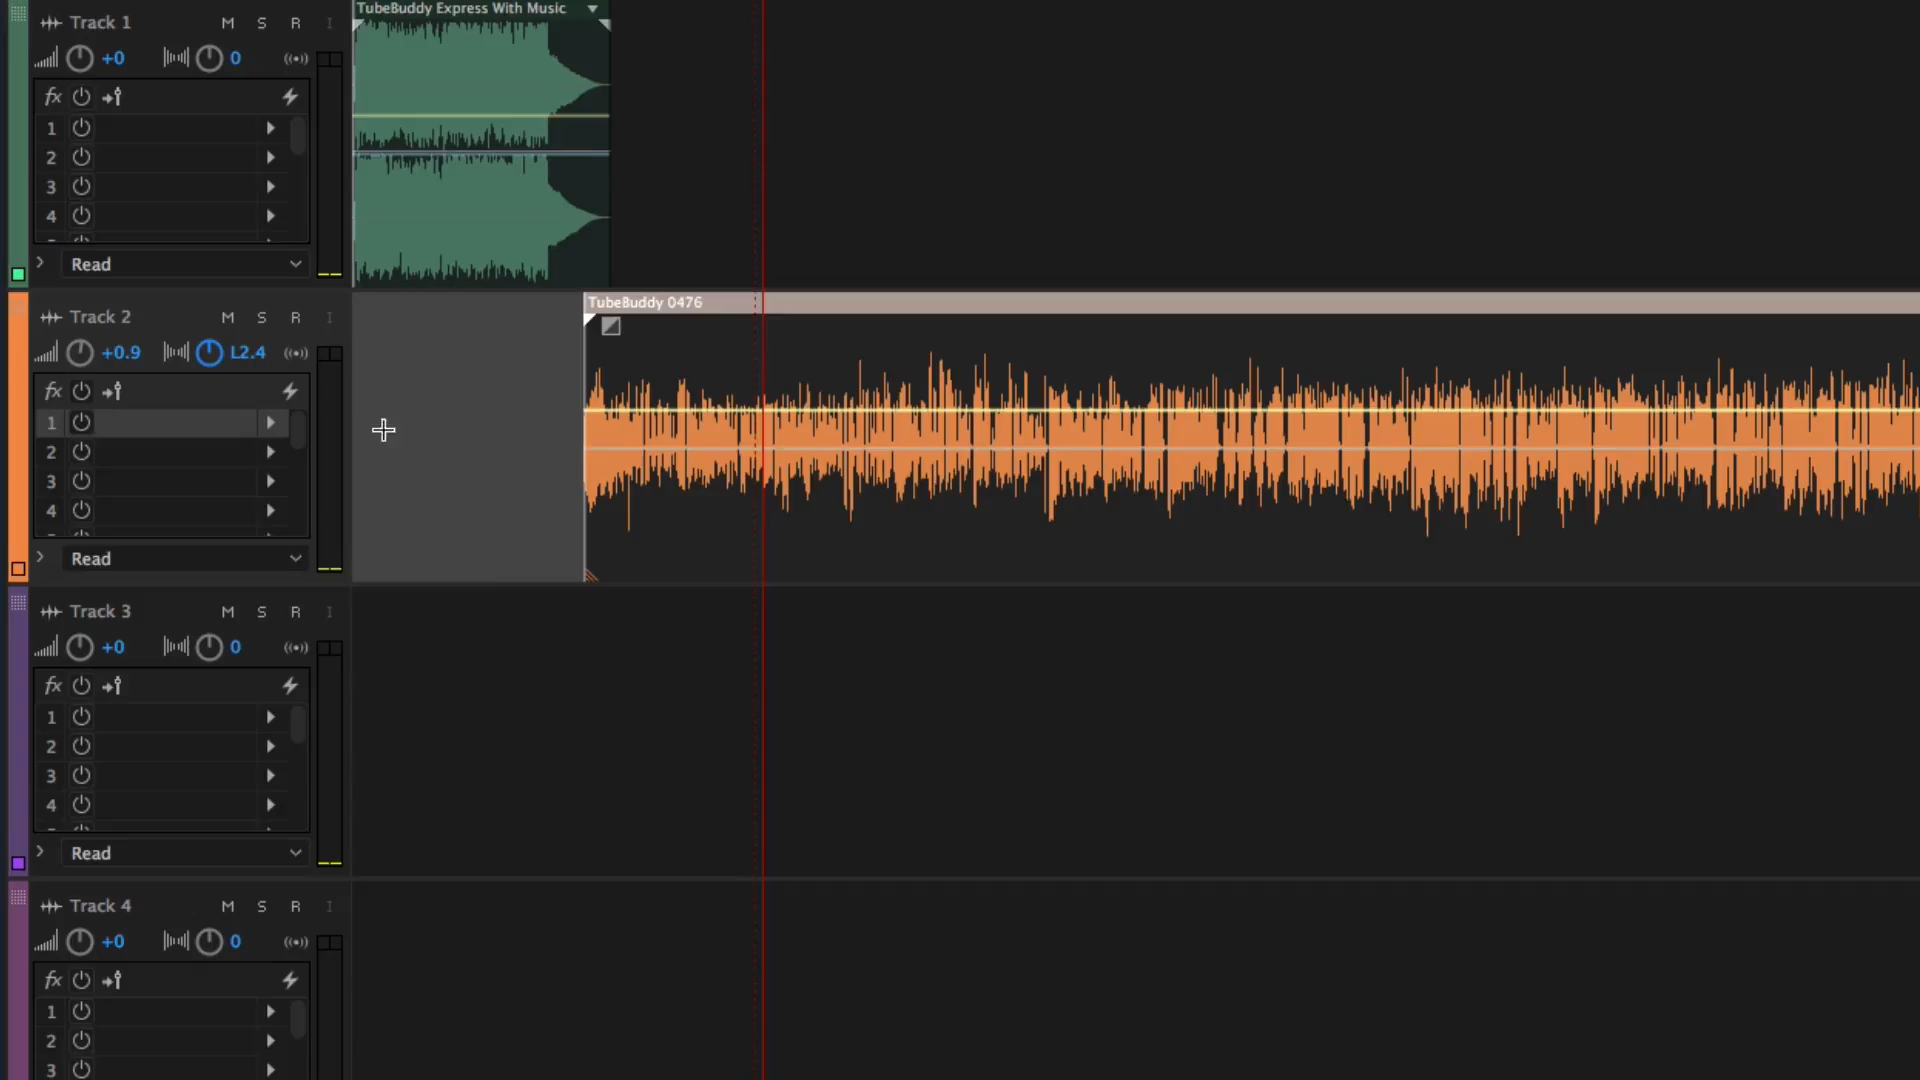 Track 1 M S R I
TubeBuddy Express With Music
+0 0
fx
1
2
3
4
Read
Track 2 M S R I
TubeBuddy 0476
+0.9 L2.4
fx
1
2
3
4
Read
Track 3 M S R I
+0 0
fx
1
2
3
4
Read
Track 4 M S R I
+0 0
fx
1
2
3